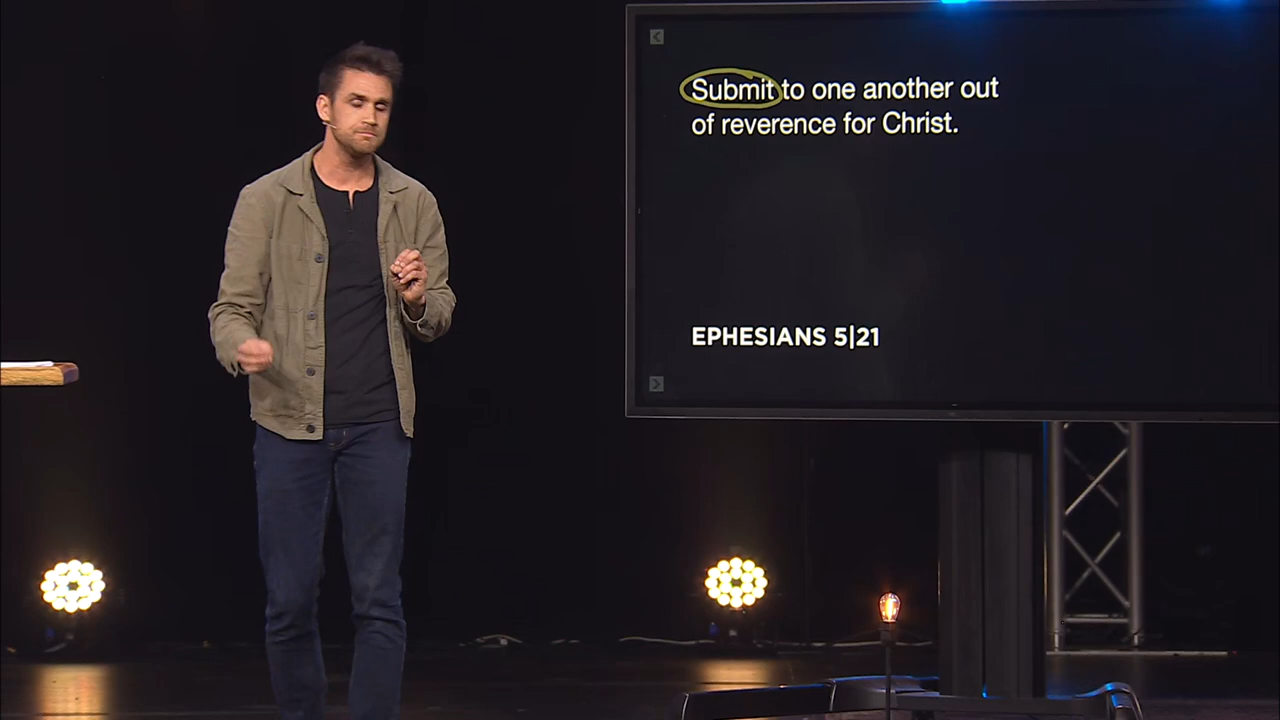 Submit to one another out
of reverence for Christ.
EPHESIANS 5|21